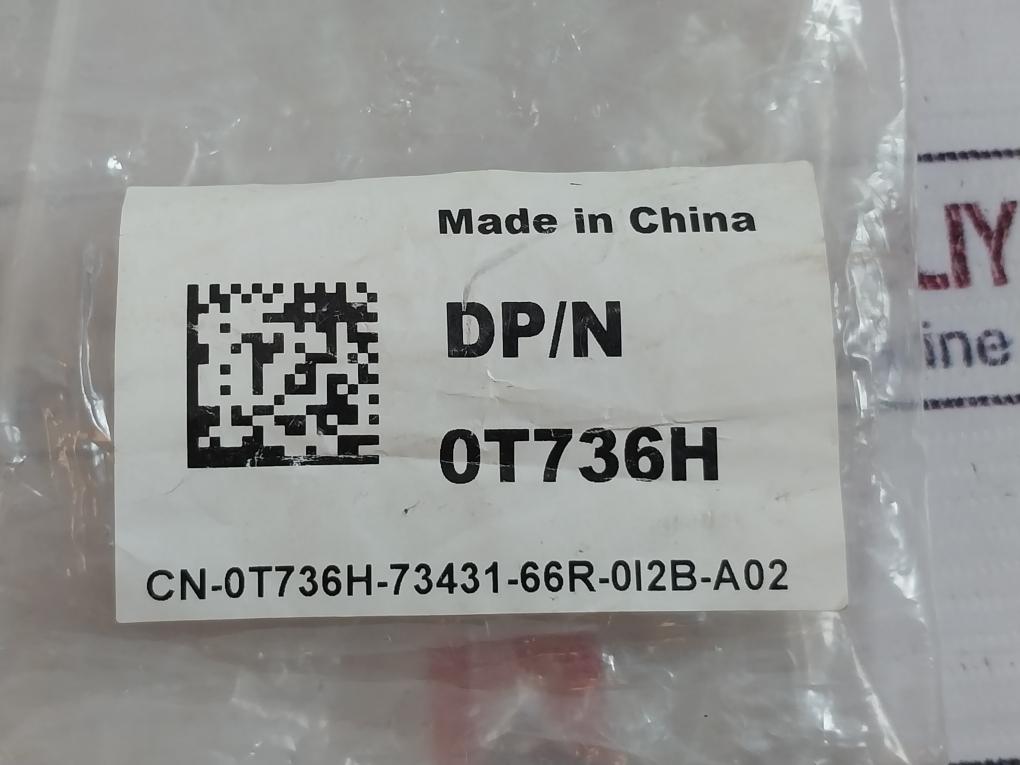 Made in China
DP/N
0T736H
CN-0T736H-73431-66R-0I2B-A02
LIY
ine